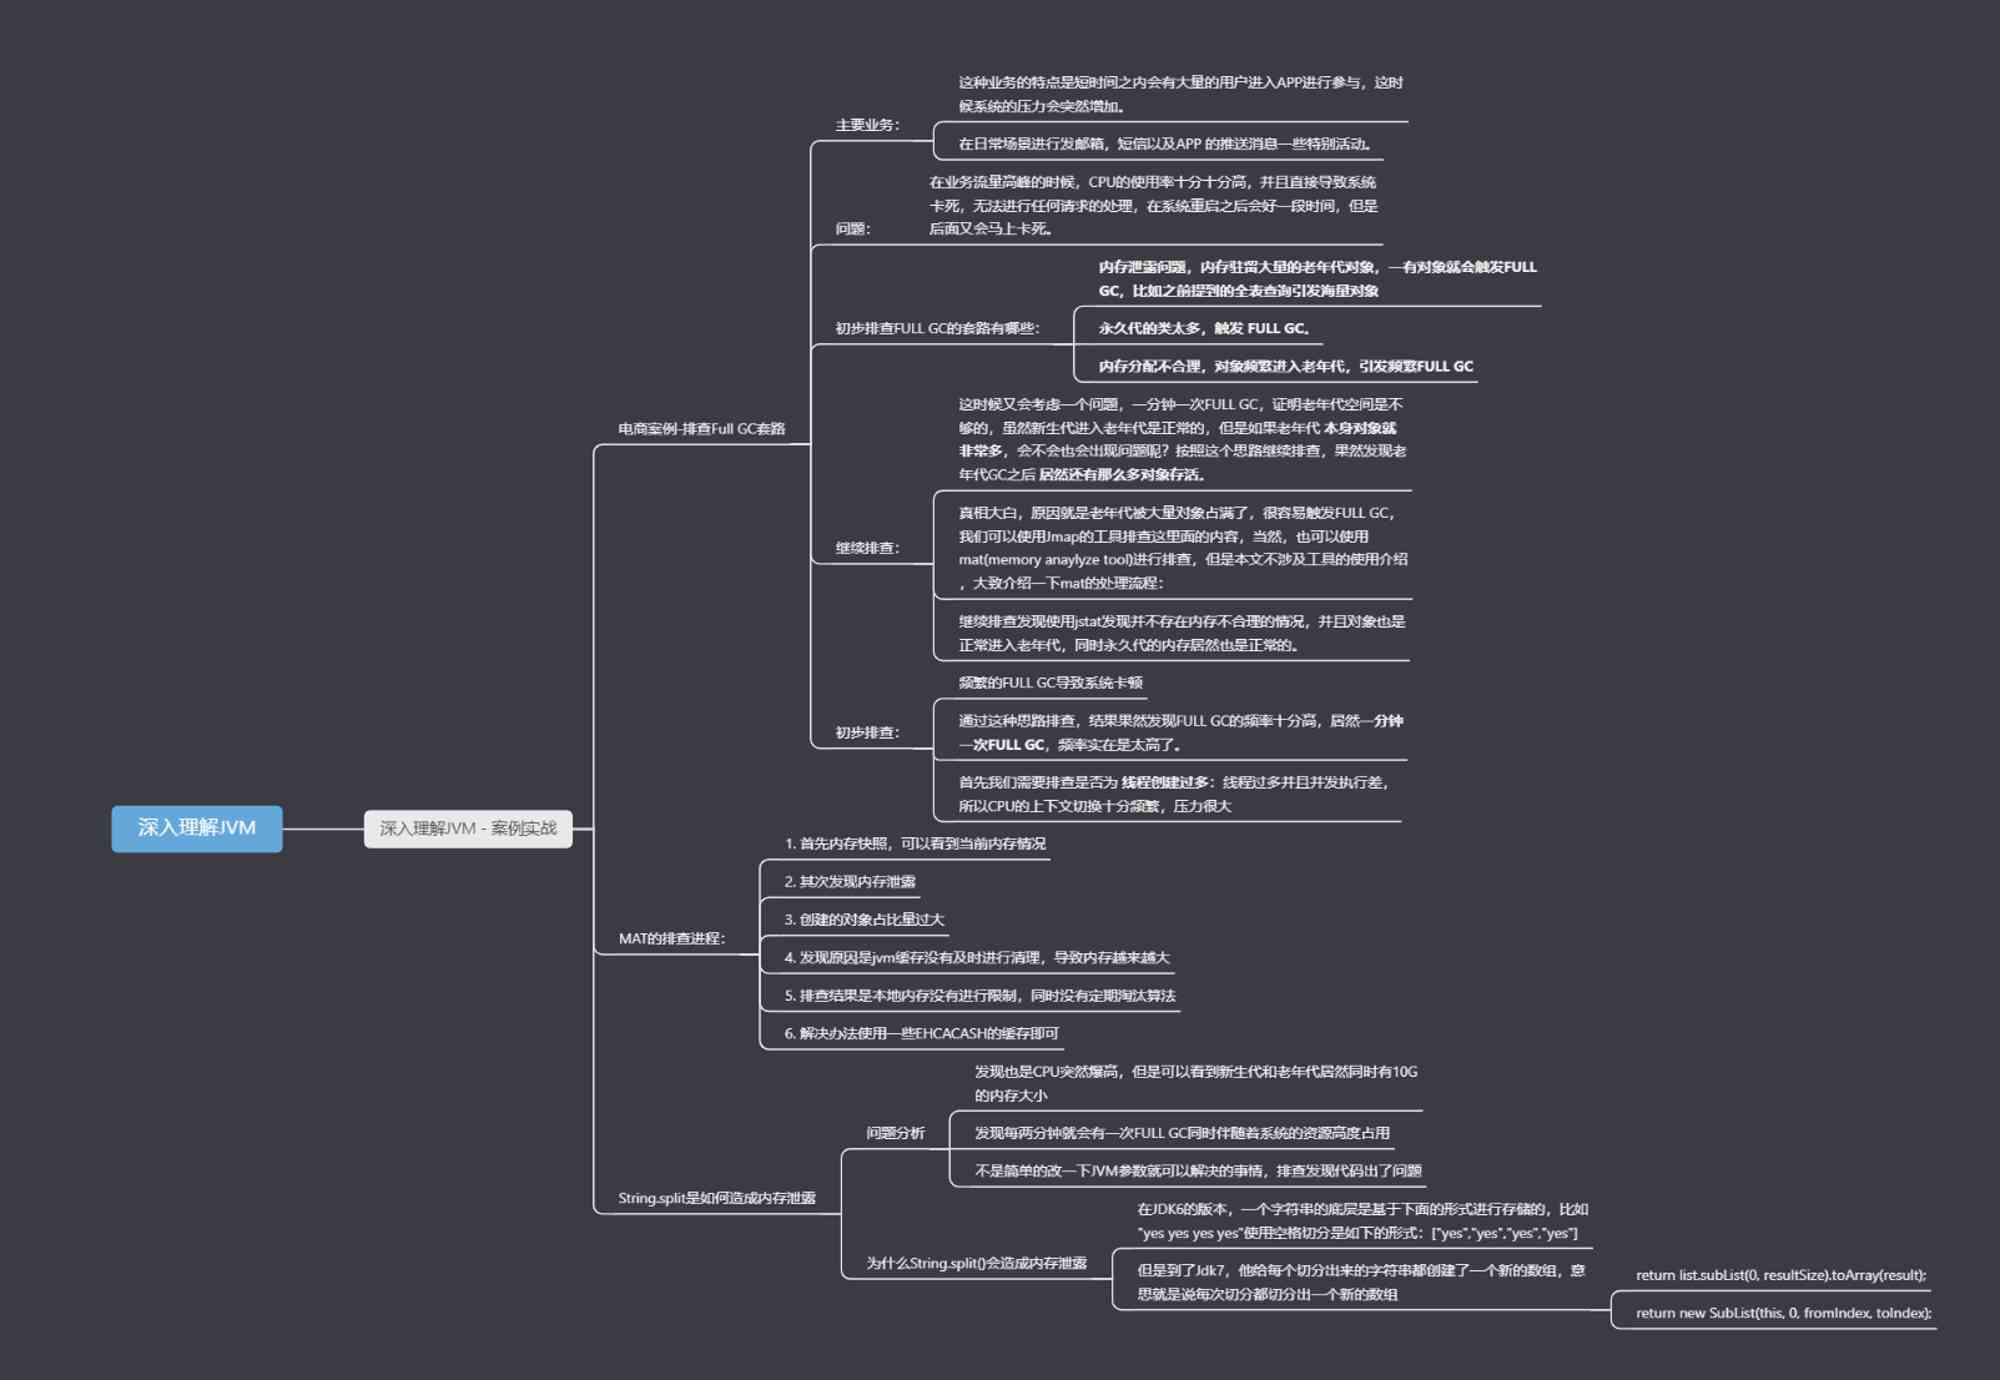 深入理解JVM
深入理解JVM - 案例实战
电商案例-排查Full GC套路
主要业务：
这种业务的特点是短时间之内会有大量的用户进入APP进行参与，这时
候系统的压力会突然增加。
在日常场景进行发邮箱，短信以及APP 的推送消息一些特别活动。
问题：
在业务流量高峰的时候，CPU的使用率十分十分高，并且直接导致系统
卡死，无法进行任何请求的处理，在系统重启之后会好一段时间，但是
后面又会马上卡死。
初步排查FULL GC的套路有哪些：
内存泄露问题，内存驻留大量的老年代对象，一有对象就会触发FULL
GC，比如之前提到的全表查询引发海量对象
永久代的类太多，触发 FULL GC。
内存分配不合理，对象频繁进入老年代，引发频繁FULL GC
继续排查：
这时候又会考虑一个问题，一分钟一次FULL GC，证明老年代空间是不
够的，虽然新生代进入老年代是正常的，但是如果老年代 本身对象就
非常多，会不会也会出现问题呢？按照这个思路继续排查，果然发现老
年代GC之后 居然还有那么多对象存活。
真相大白，原因就是老年代被大量对象占满了，很容易触发FULL GC，
我们可以使用Jmap的工具排查这里面的内容，当然，也可以使用
mat(memory anaylyze tool)进行排查，但是本文不涉及工具的使用介绍
，大致介绍一下mat的处理流程：
继续排查发现使用jstat发现并不存在内存不合理的情况，并且对象也是
正常进入老年代，同时永久代的内存居然也是正常的。
初步排查：
频繁的FULL GC导致系统卡顿
通过这种思路排查，结果果然发现FULL GC的频率十分高，居然一分钟
一次FULL GC，频率实在是太高了。
首先我们需要排查是否为 线程创建过多：线程过多并且并发执行差，
所以CPU的上下文切换十分频繁，压力很大
MAT的排查进程：
1. 首先内存快照，可以看到当前内存情况
2. 其次发现内存泄露
3. 创建的对象占比量过大
4. 发现原因是jvm缓存没有及时进行清理，导致内存越来越大
5. 排查结果是本地内存没有进行限制，同时没有定期淘汰算法
6. 解决办法使用一些EHCACASH的缓存即可
String.split是如何造成内存泄露
问题分析
发现也是CPU突然爆高，但是可以看到新生代和老年代居然同时有10G
的内存大小
发现每两分钟就会有一次FULL GC同时伴随着系统的资源高度占用
不是简单的改一下JVM参数就可以解决的事情，排查发现代码出了问题
为什么String.split()会造成内存泄露
在JDK6的版本，一个字符串的底层是基于下面的形式进行存储的，比如
"yes yes yes yes"使用空格切分是如下的形式：["yes","yes","yes","yes"]
但是到了Jdk7，他给每个切分出来的字符串都创建了一个新的数组，意
思就是说每次切分都切分出一个新的数组
return list.subList(0, resultSize).toArray(result);
return new SubList(this, 0, fromIndex, toIndex);